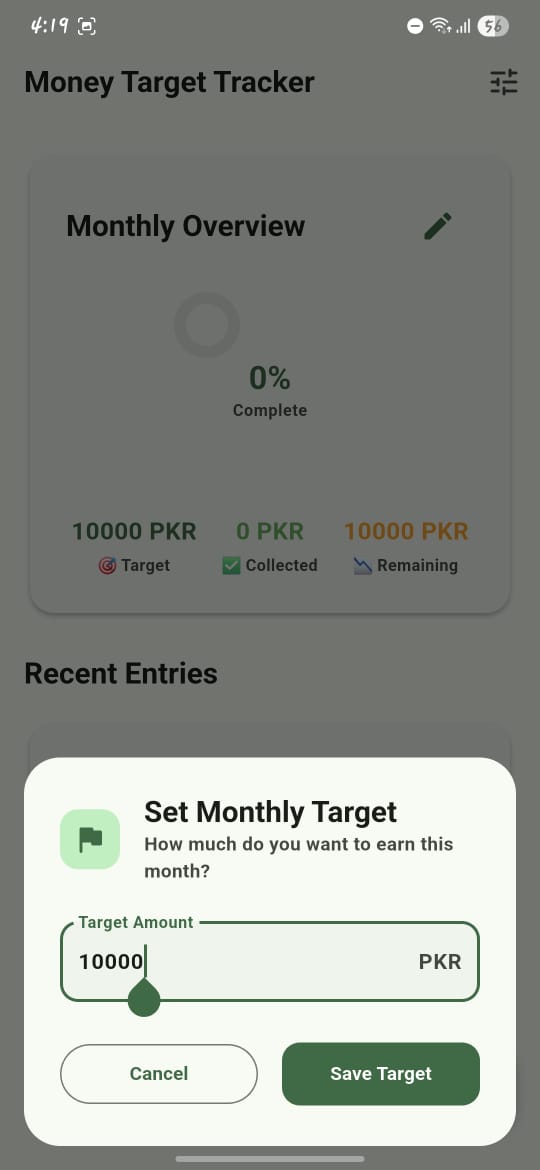 4:19
56
Money Target Tracker
Monthly Overview
0%
Complete
10000 PKR 0 PKR 10000 PKR
🎯 Target ✅ Collected 📉 Remaining
Recent Entries
Set Monthly Target
How much do you want to earn this
month?
Target Amount
10000 PKR
Cancel Save Target